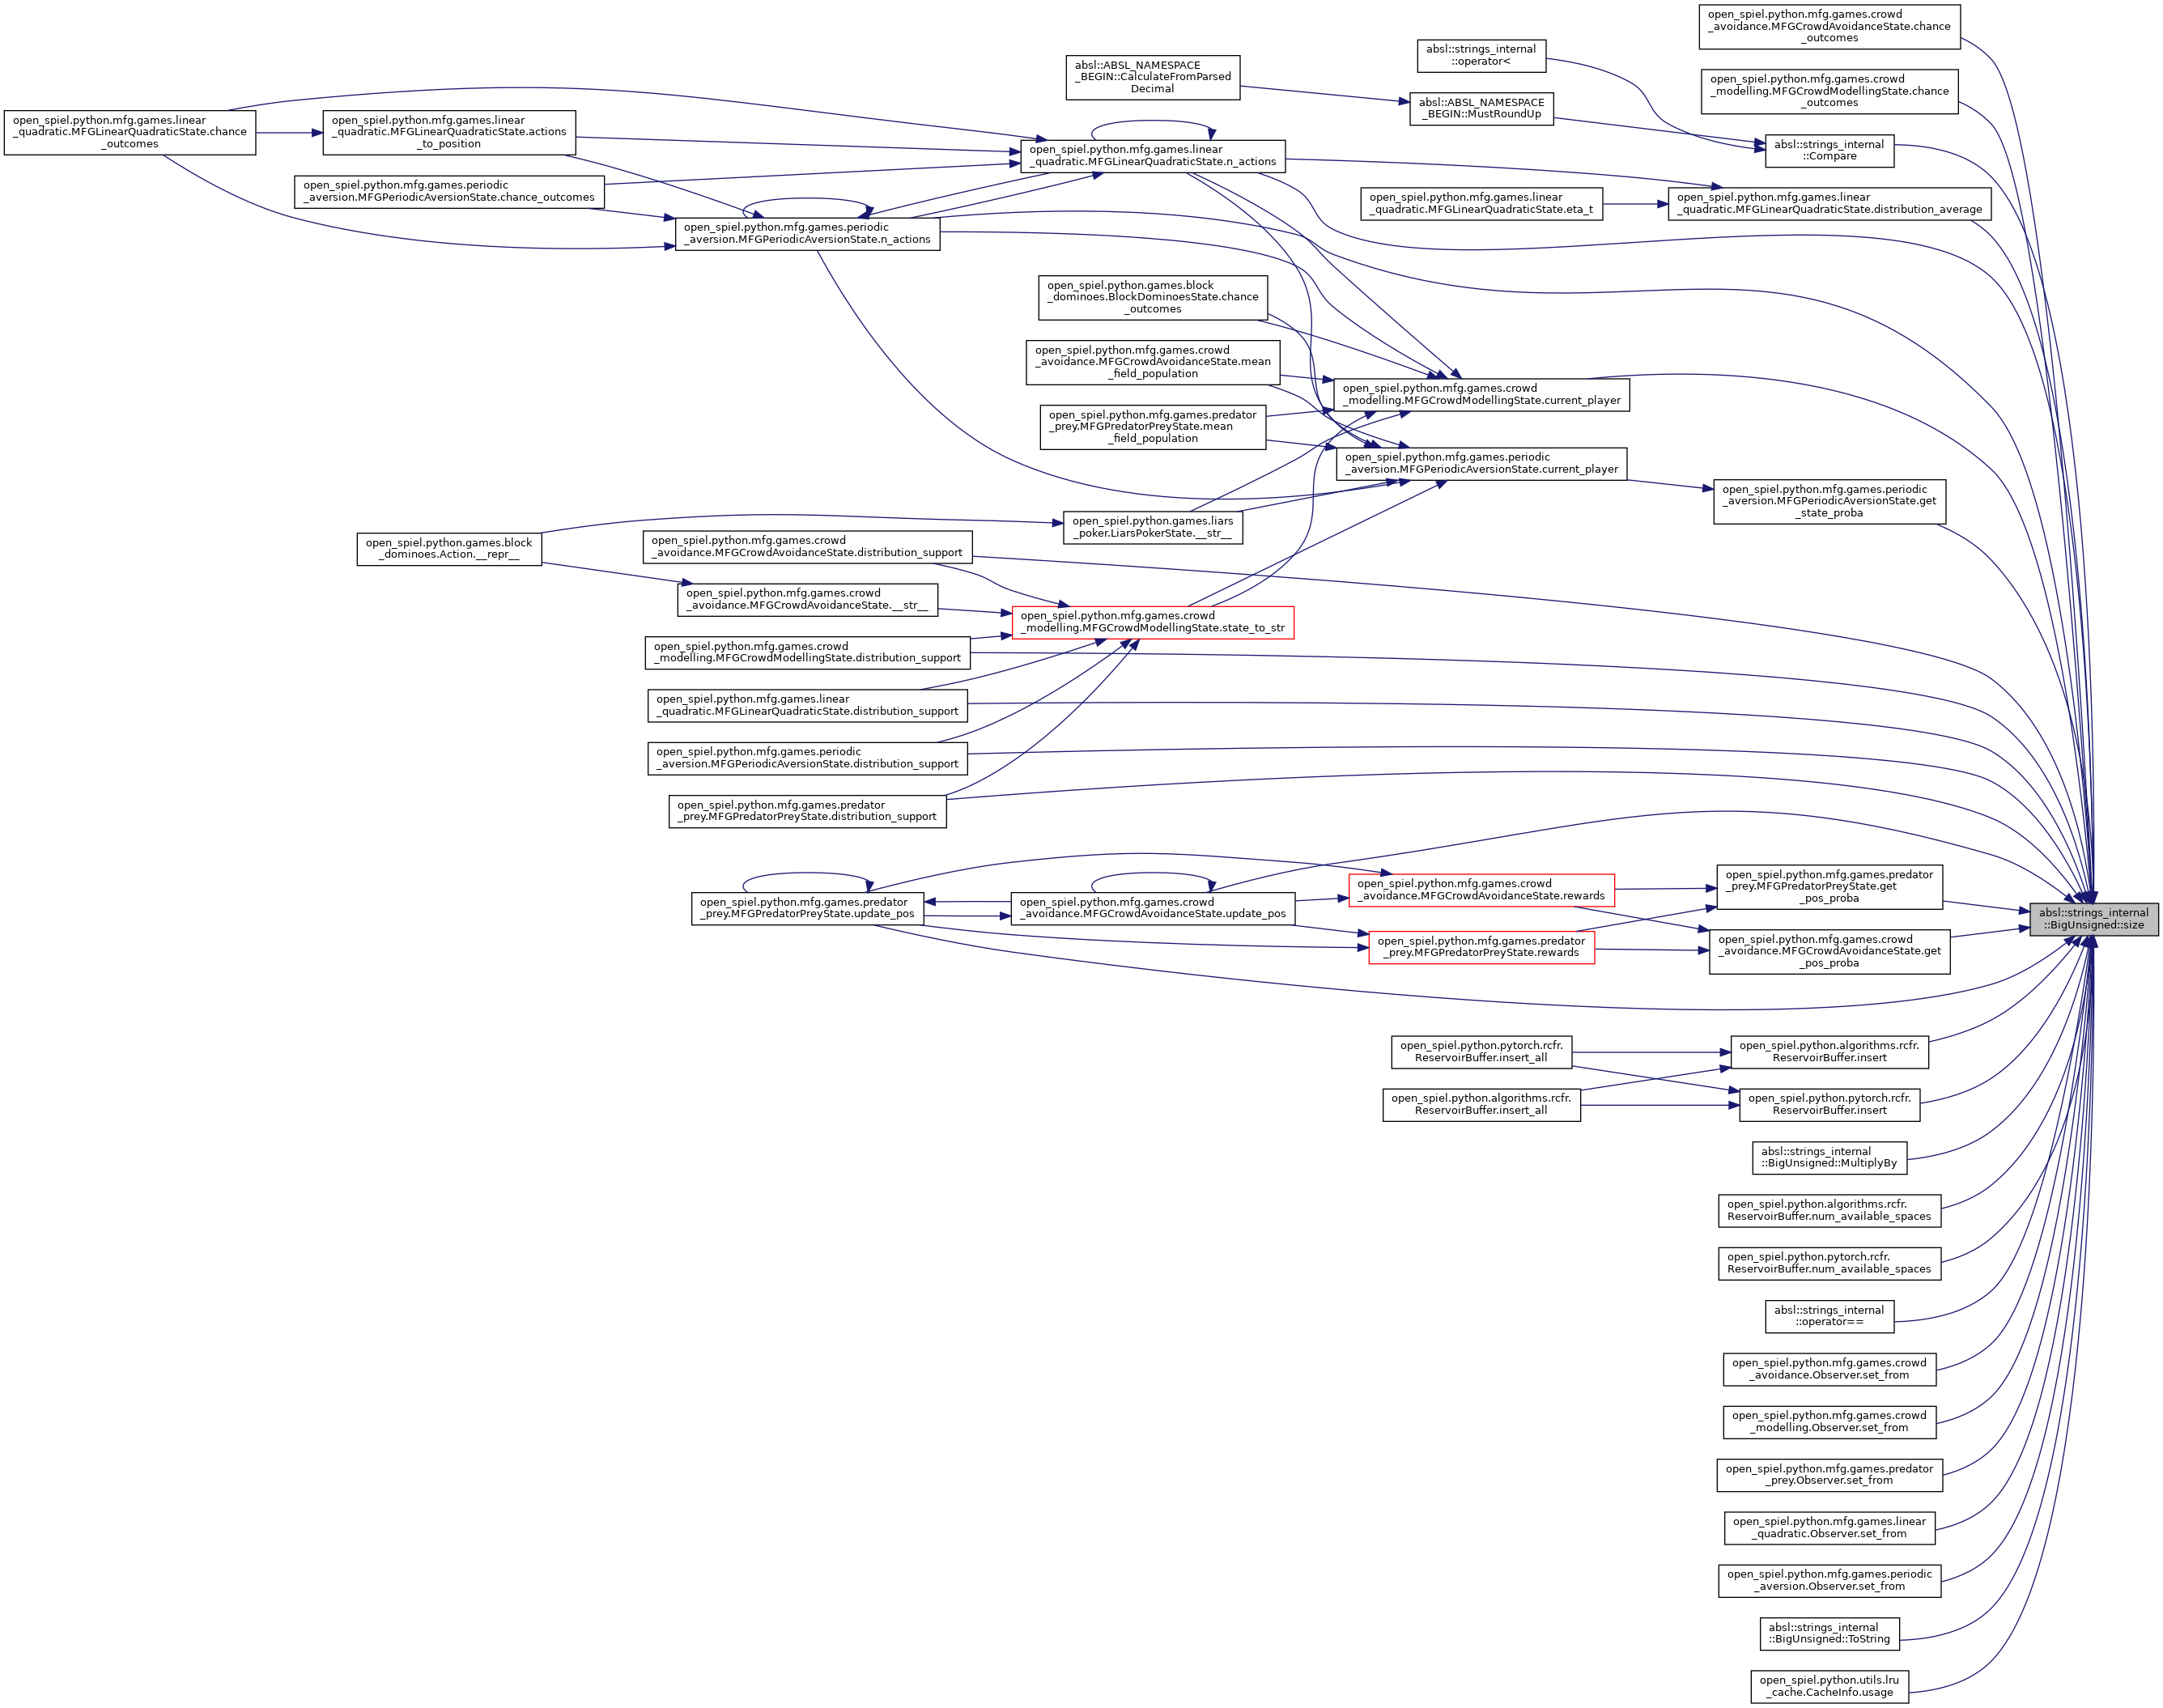 open_spiel.python.mfg.games.crowd
_avoidance.MFGCrowdAvoidanceState.chance
_outcomes
absl::strings_internal
::operator<
absl::ABSL_NAMESPACE
_BEGIN::CalculateFromParsed
Decimal
open_spiel.python.mfg.games.crowd
_modelling.MFGCrowdModellingState.chance
_outcomes
absl::ABSL_NAMESPACE
_BEGIN::MustRoundUp
open_spiel.python.mfg.games.linear
_quadratic.MFGLinearQuadraticState.chance
_outcomes
open_spiel.python.mfg.games.linear
_quadratic.MFGLinearQuadraticState.actions
_to_position
open_spiel.python.mfg.games.linear
_quadratic.MFGLinearQuadraticState.n_actions
absl::strings_internal
::Compare
open_spiel.python.mfg.games.periodic
_aversion.MFGPeriodicAversionState.chance_outcomes
open_spiel.python.mfg.games.linear
_quadratic.MFGLinearQuadraticState.eta_t
open_spiel.python.mfg.games.linear
_quadratic.MFGLinearQuadraticState.distribution_average
open_spiel.python.mfg.games.periodic
_aversion.MFGPeriodicAversionState.n_actions
open_spiel.python.games.block
_dominoes.BlockDominoesState.chance
_outcomes
open_spiel.python.mfg.games.crowd
_avoidance.MFGCrowdAvoidanceState.mean
_field_population
open_spiel.python.mfg.games.crowd
_modelling.MFGCrowdModellingState.current_player
open_spiel.python.mfg.games.predator
_prey.MFGPredatorPreyState.mean
_field_population
open_spiel.python.mfg.games.periodic
_aversion.MFGPeriodicAversionState.current_player
open_spiel.python.mfg.games.periodic
_aversion.MFGPeriodicAversionState.get
_state_proba
open_spiel.python.games.liars
_poker.LiarsPokerState.__str__
open_spiel.python.games.block
_dominoes.Action.__repr__
open_spiel.python.mfg.games.crowd
_avoidance.MFGCrowdAvoidanceState.distribution_support
open_spiel.python.mfg.games.crowd
_avoidance.MFGCrowdAvoidanceState.__str__
open_spiel.python.mfg.games.crowd
_modelling.MFGCrowdModellingState.state_to_str
open_spiel.python.mfg.games.crowd
_modelling.MFGCrowdModellingState.distribution_support
open_spiel.python.mfg.games.linear
_quadratic.MFGLinearQuadraticState.distribution_support
open_spiel.python.mfg.games.periodic
_aversion.MFGPeriodicAversionState.distribution_support
open_spiel.python.mfg.games.predator
_prey.MFGPredatorPreyState.distribution_support
open_spiel.python.mfg.games.predator
_prey.MFGPredatorPreyState.update_pos
open_spiel.python.mfg.games.crowd
_avoidance.MFGCrowdAvoidanceState.update_pos
open_spiel.python.mfg.games.crowd
_avoidance.MFGCrowdAvoidanceState.rewards
open_spiel.python.mfg.games.predator
_prey.MFGPredatorPreyState.get
_pos_proba
absl::strings_internal
::BigUnsigned::size
open_spiel.python.mfg.games.predator
_prey.MFGPredatorPreyState.rewards
open_spiel.python.mfg.games.crowd
_avoidance.MFGCrowdAvoidanceState.get
_pos_proba
open_spiel.python.pytorch.rcfr.
ReservoirBuffer.insert_all
open_spiel.python.algorithms.rcfr.
ReservoirBuffer.insert
open_spiel.python.algorithms.rcfr.
ReservoirBuffer.insert_all
open_spiel.python.pytorch.rcfr.
ReservoirBuffer.insert
absl::strings_internal
::BigUnsigned::MultiplyBy
open_spiel.python.algorithms.rcfr.
ReservoirBuffer.num_available_spaces
open_spiel.python.pytorch.rcfr.
ReservoirBuffer.num_available_spaces
absl::strings_internal
::operator==
open_spiel.python.mfg.games.crowd
_avoidance.Observer.set_from
open_spiel.python.mfg.games.crowd
_modelling.Observer.set_from
open_spiel.python.mfg.games.predator
_prey.Observer.set_from
open_spiel.python.mfg.games.linear
_quadratic.Observer.set_from
open_spiel.python.mfg.games.periodic
_aversion.Observer.set_from
absl::strings_internal
::BigUnsigned::ToString
open_spiel.python.utils.lru
_cache.CacheInfo.usage